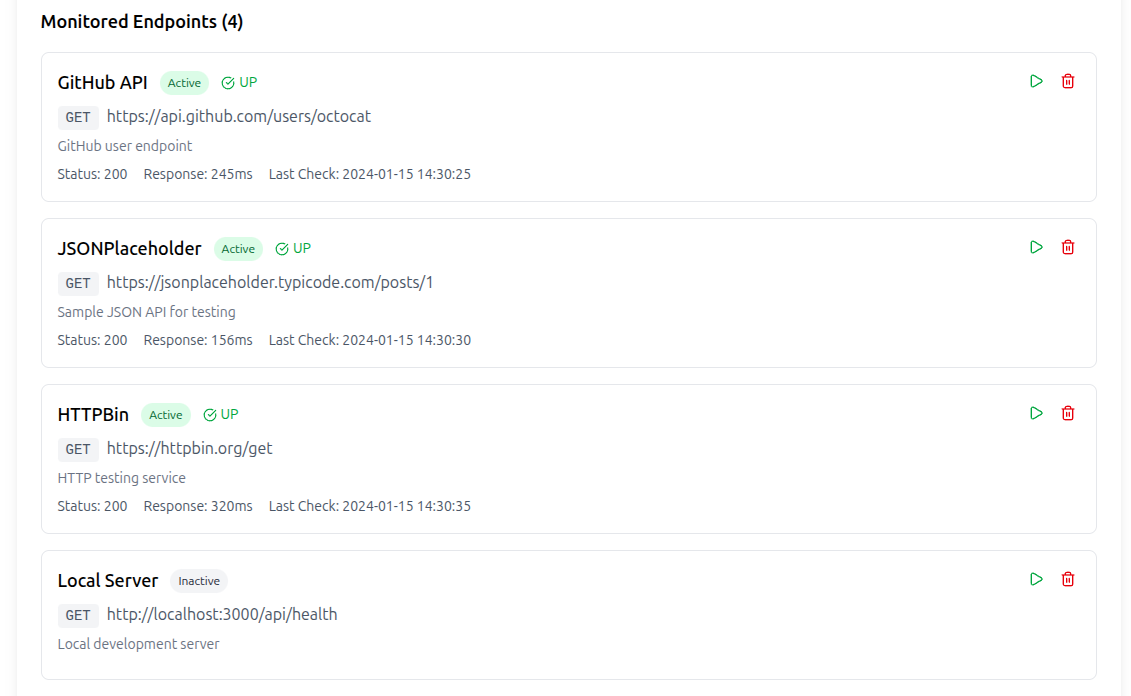 Monitored Endpoints (4)
GitHub API Active UP
GET https://api.github.com/users/octocat
GitHub user endpoint
Status: 200 Response: 245ms Last Check: 2024-01-15 14:30:25
JSONPlaceholder Active UP
GET https://jsonplaceholder.typicode.com/posts/1
Sample JSON API for testing
Status: 200 Response: 156ms Last Check: 2024-01-15 14:30:30
HTTPBin Active UP
GET https://httpbin.org/get
HTTP testing service
Status: 200 Response: 320ms Last Check: 2024-01-15 14:30:35
Local Server Inactive
GET http://localhost:3000/api/health
Local development server